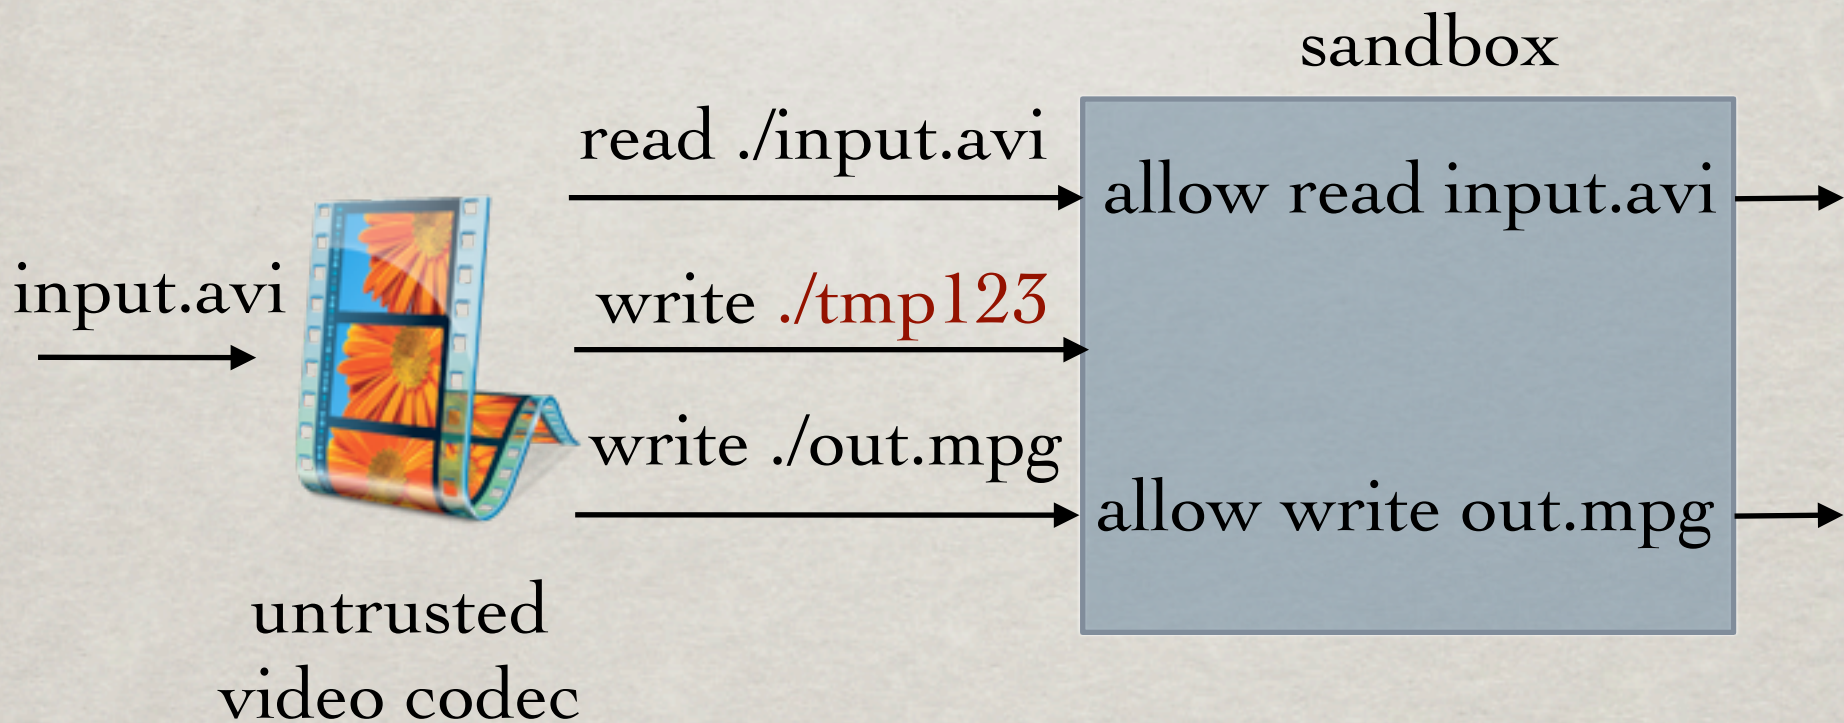 sandbox
read ./input.avi
allow read input.avi
input.avi
write ./tmp123
write ./out.mpg
allow write out.mpg
untrusted
video codec